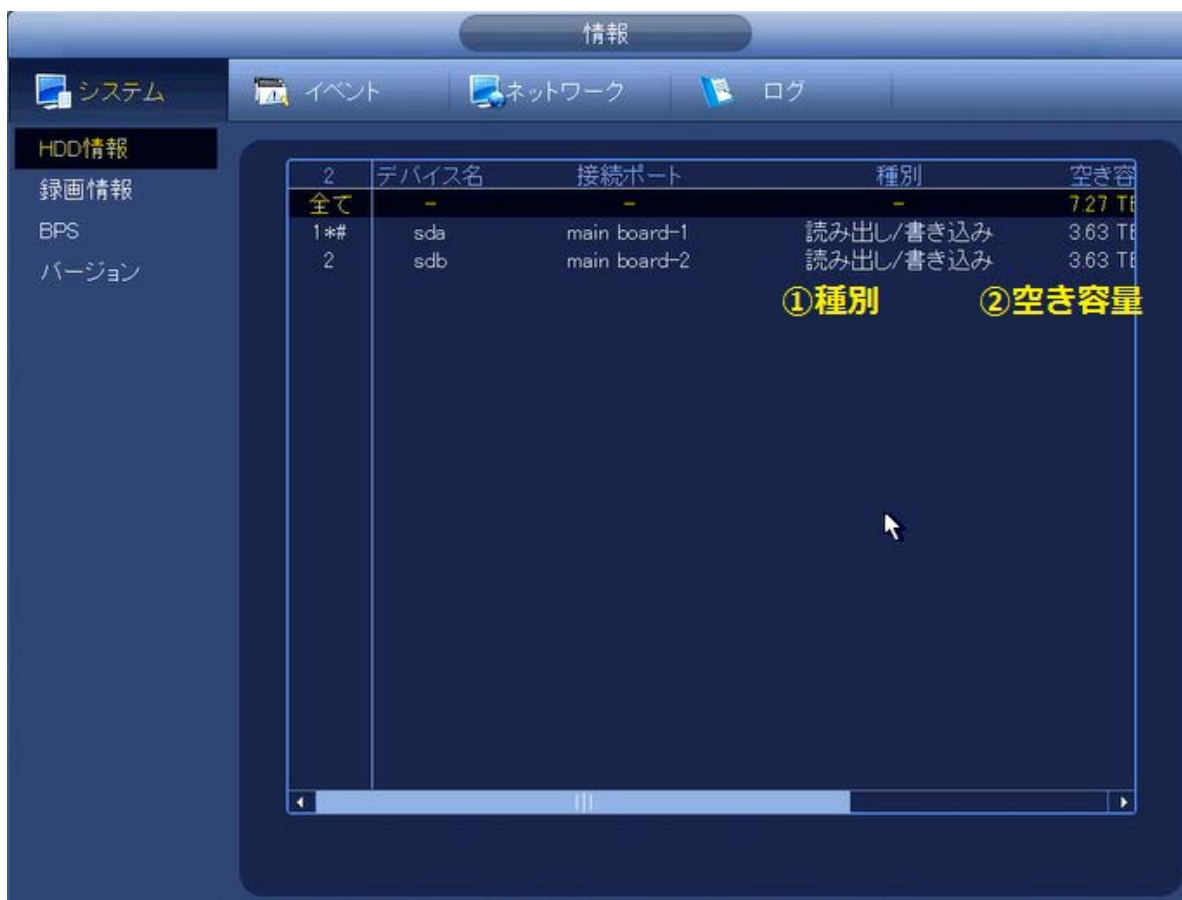 情報
システム イベント ネットワーク ログ
HDD情報
録画情報
BPS
バージョン
2 デバイス名 接続ポート 種別 空き容
全て - - - 7.27 TB
1*# sda main board-1 読み出し/書き込み 3.63 TB
2 sdb main board-2 読み出し/書き込み 3.63 TB
①種別 ②空き容量